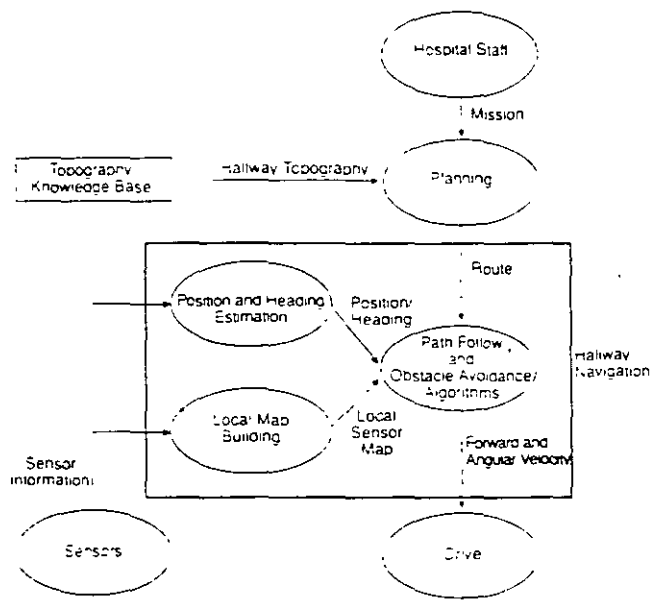 Hospital Staff
Mission
Topography
Knowledge Base
Hallway Topography
Planning
Route
Position and Heading
Estimation
Position/
Heading
Path Follow
and
Obstacle Avoidance/
Algorithms
Hallway
Navigation
Local Map
Building
Local
Sensor
Map
Forward and
Angular Velocity
Sensor
Information
Sensors
Drive